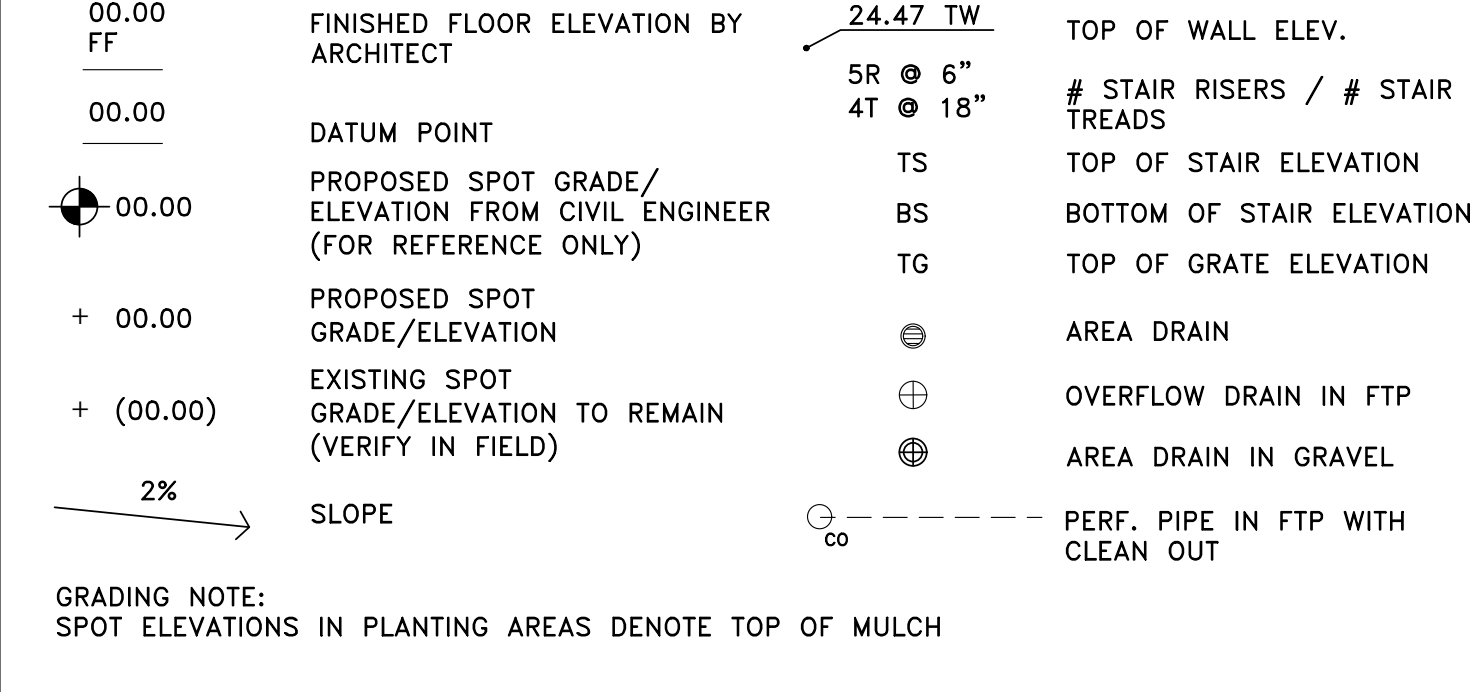 00.00
FF
FINISHED FLOOR ELEVATION BY
ARCHITECT
00.00
DATUM POINT
00.00
PROPOSED SPOT GRADE/
ELEVATION FROM CIVIL ENGINEER
(FOR REFERENCE ONLY)
+ 00.00
PROPOSED SPOT
GRADE/ELEVATION
+ (00.00)
EXISTING SPOT
GRADE/ELEVATION TO REMAIN
(VERIFY IN FIELD)
2%
SLOPE
24.47 TW
TOP OF WALL ELEV.
5R @ 6”
4T @ 18”
# STAIR RISERS / # STAIR
TREADS
TS
TOP OF STAIR ELEVATION
BS
BOTTOM OF STAIR ELEVATION
TG
TOP OF GRATE ELEVATION
AREA DRAIN
OVERFLOW DRAIN IN FTP
AREA DRAIN IN GRAVEL
CO
PERF. PIPE IN FTP WITH
CLEAN OUT
GRADING NOTE:
SPOT ELEVATIONS IN PLANTING AREAS DENOTE TOP OF MULCH